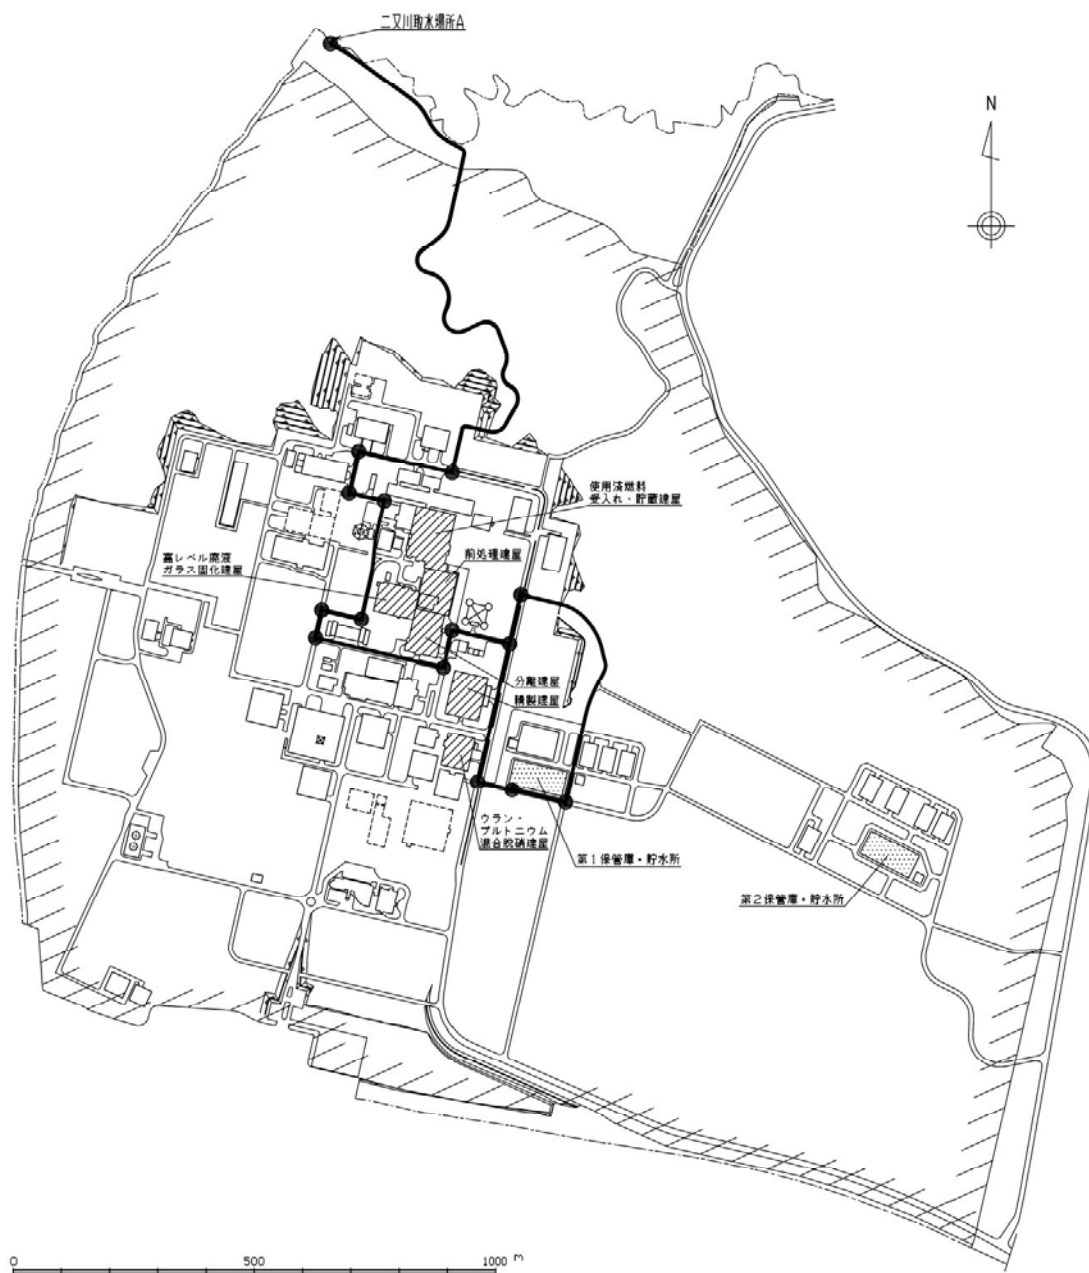 二又川取水場所A
N
使用済燃料
受入れ・貯蔵建屋
前処理建屋
高レベル廃液
ガラス固化建屋
分離建屋
精製建屋
ウラン・
プルトニウム
混合脱硝建屋
第1保管庫・貯水所
第2保管庫・貯水所
0 500 1000 m